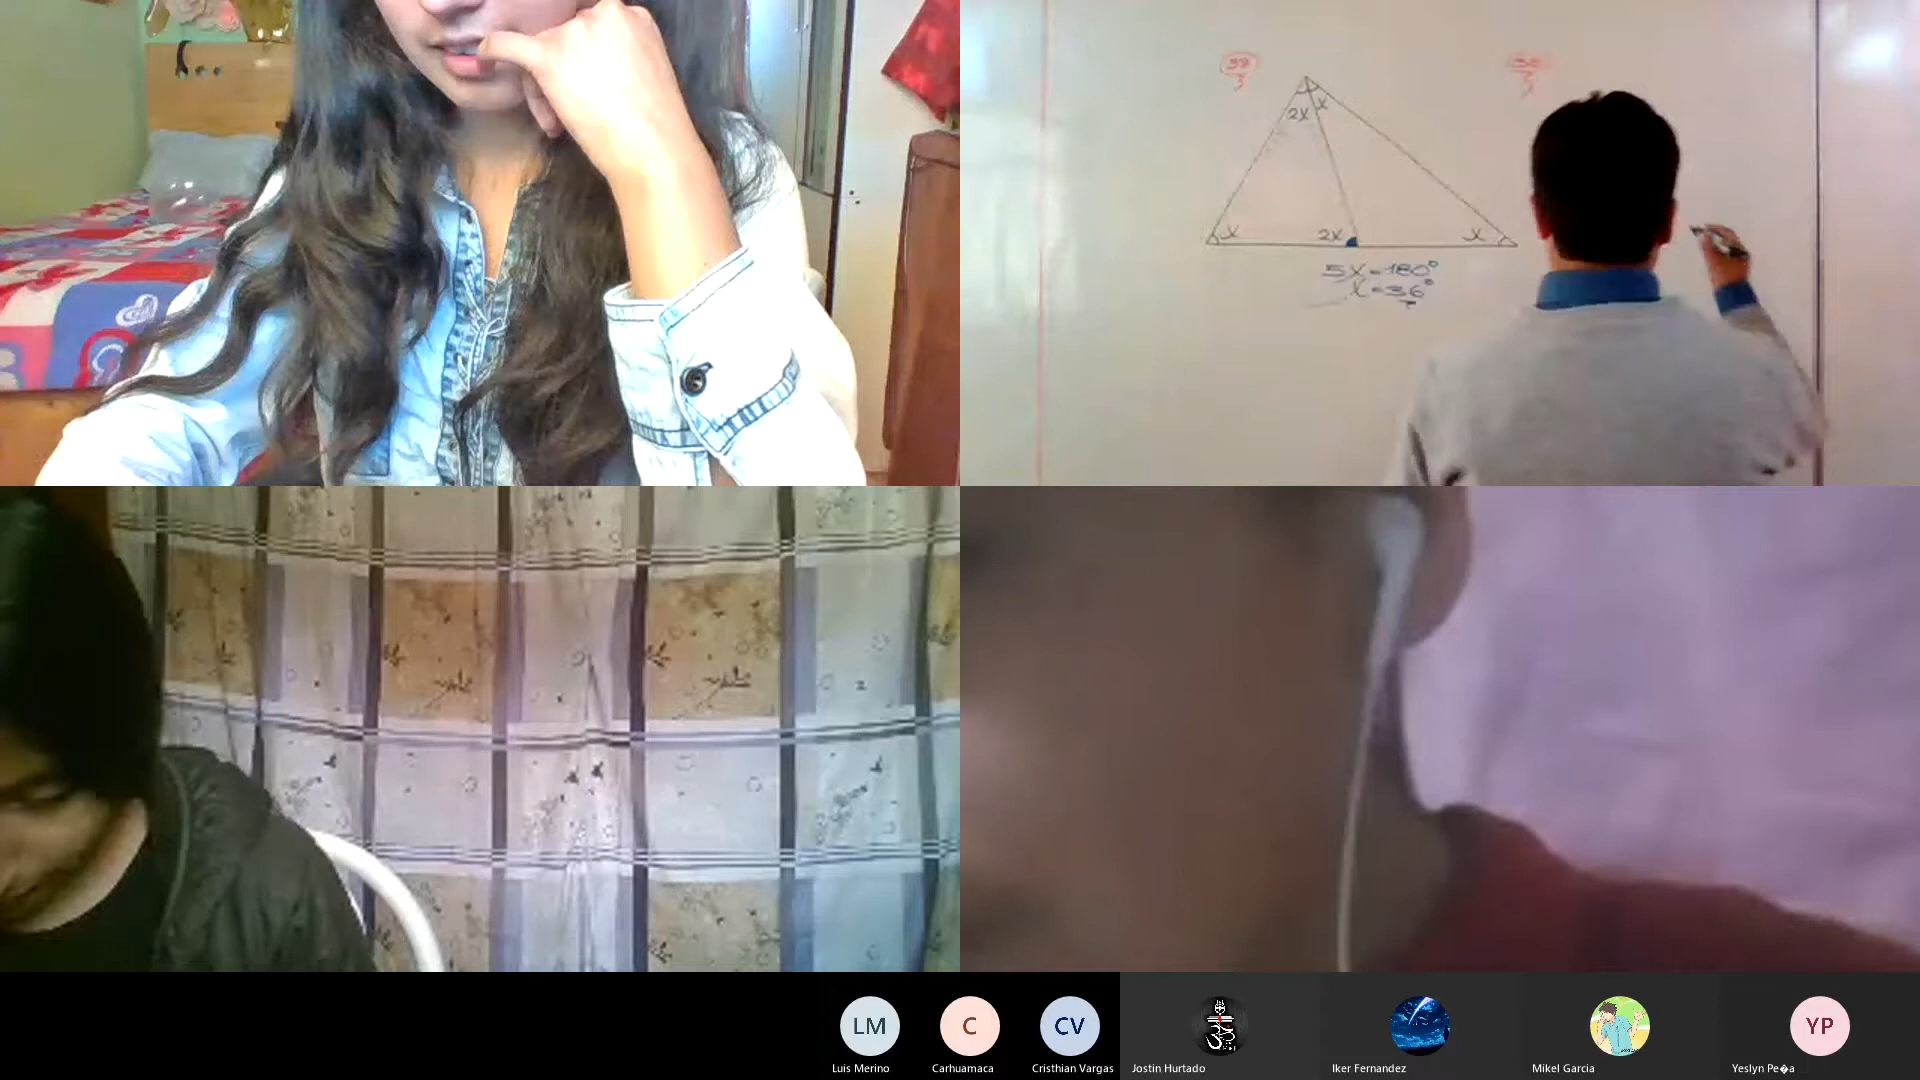 2x x
x 2x x
5x=180°
x=36°
LM C CV YP
Luis Merino Carhuamaca Cristhian Vargas Jostin Hurtado Iker Fernandez Mikel Garcia Yeslyn Pe�a